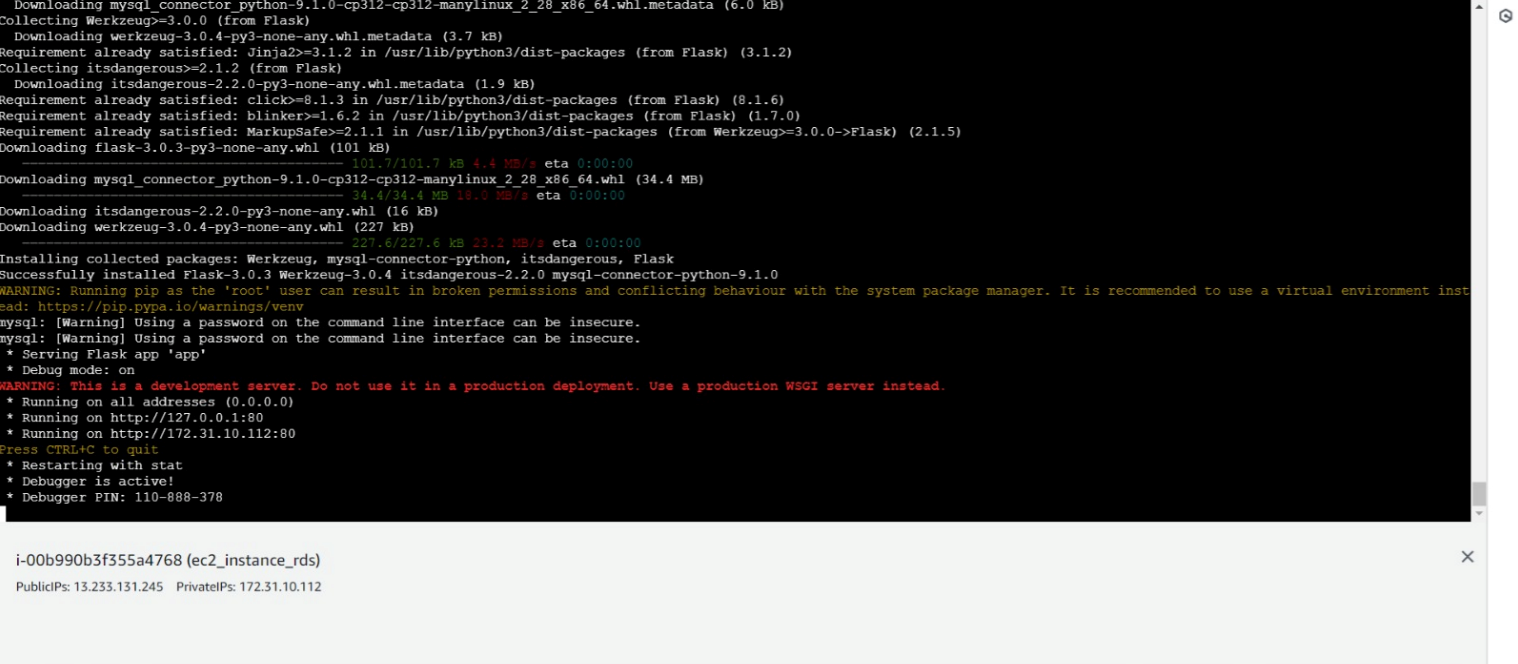 Downloading mysql_connector_python-9.1.0-cp312-cp312-manylinux_2_28_x86_64.whl.metadata (6.0 kB)
Collecting Werkzeug>=3.0.0 (from Flask)
Downloading werkzeug-3.0.4-py3-none-any.whl.metadata (3.7 kB)
Requirement already satisfied: Jinja2>=3.1.2 in /usr/lib/python3/dist-packages (from Flask) (3.1.2)
Collecting itsdangerous>=2.1.2 (from Flask)
Downloading itsdangerous-2.2.0-py3-none-any.whl.metadata (1.9 kB)
Requirement already satisfied: click>=8.1.3 in /usr/lib/python3/dist-packages (from Flask) (8.1.6)
Requirement already satisfied: blinker>=1.6.2 in /usr/lib/python3/dist-packages (from Flask) (1.7.0)
Requirement already satisfied: MarkupSafe>=2.1.1 in /usr/lib/python3/dist-packages (from Werkzeug>=3.0.0->Flask) (2.1.5)
Downloading flask-3.0.3-py3-none-any.whl (101 kB)
101.7/101.7 kB 4.4 MB/s eta 0:00:00
Downloading mysql_connector_python-9.1.0-cp312-cp312-manylinux_2_28_x86_64.whl (34.4 MB)
34.4/34.4 MB 18.0 MB/s eta 0:00:00
Downloading itsdangerous-2.2.0-py3-none-any.whl (16 kB)
Downloading werkzeug-3.0.4-py3-none-any.whl (227 kB)
227.6/227.6 kB 23.2 MB/s eta 0:00:00
Installing collected packages: Werkzeug, mysql-connector-python, itsdangerous, Flask
Successfully installed Flask-3.0.3 Werkzeug-3.0.4 itsdangerous-2.2.0 mysql-connector-python-9.1.0
WARNING: Running pip as the 'root' user can result in broken permissions and conflicting behaviour with the system package manager. It is recommended to use a virtual environment inst
ead: https://pip.pypa.io/warnings/venv
mysql: [Warning] Using a password on the command line interface can be insecure.
mysql: [Warning] Using a password on the command line interface can be insecure.
* Serving Flask app 'app'
* Debug mode: on
WARNING: This is a development server. Do not use it in a production deployment. Use a production WSGI server instead.
* Running on all addresses (0.0.0.0)
* Running on http://127.0.0.1:80
* Running on http://172.31.10.112:80
Press CTRL+C to quit
* Restarting with stat
* Debugger is active!
* Debugger PIN: 110-888-378
i-00b990b3f355a4768 (ec2_instance_rds)
PublicIPs: 13.233.131.245 PrivateIPs: 172.31.10.112